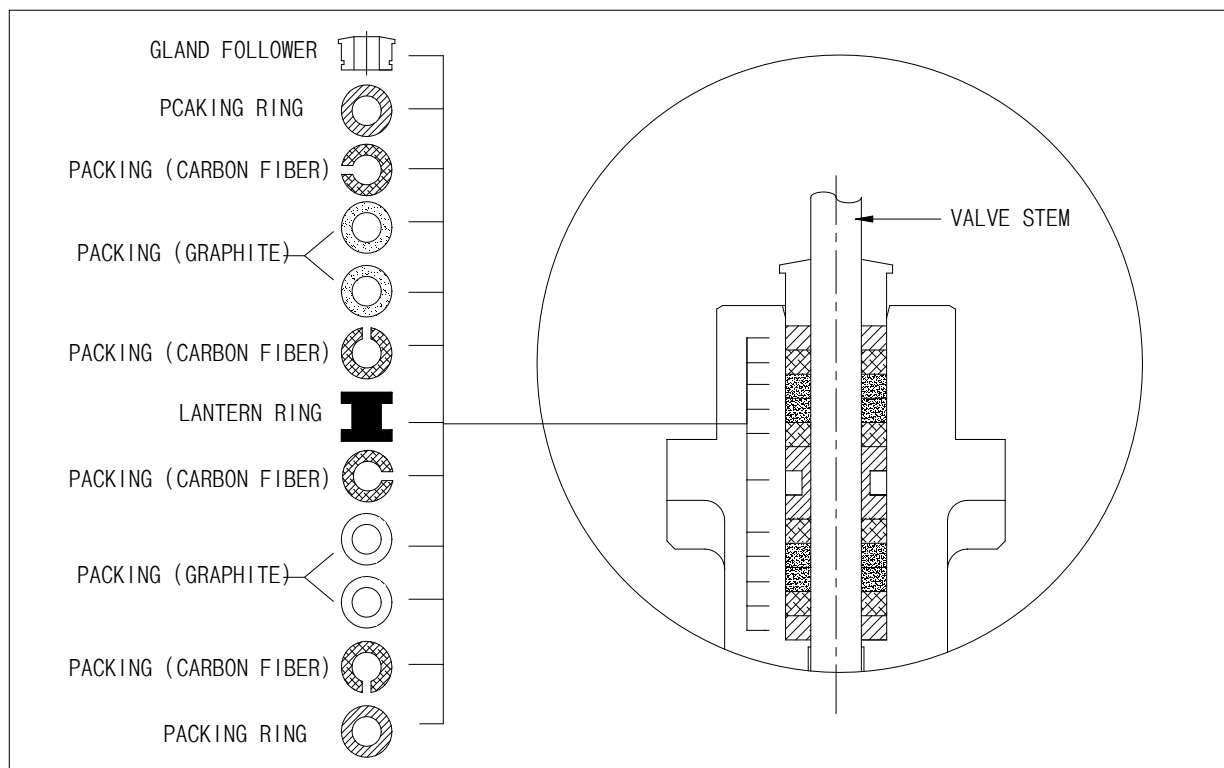 GLAND FOLLOWER
PCAKING RING
PACKING (CARBON FIBER)
PACKING (GRAPHITE)
PACKING (CARBON FIBER)
LANTERN RING
PACKING (CARBON FIBER)
PACKING (GRAPHITE)
PACKING (CARBON FIBER)
PACKING RING
VALVE STEM